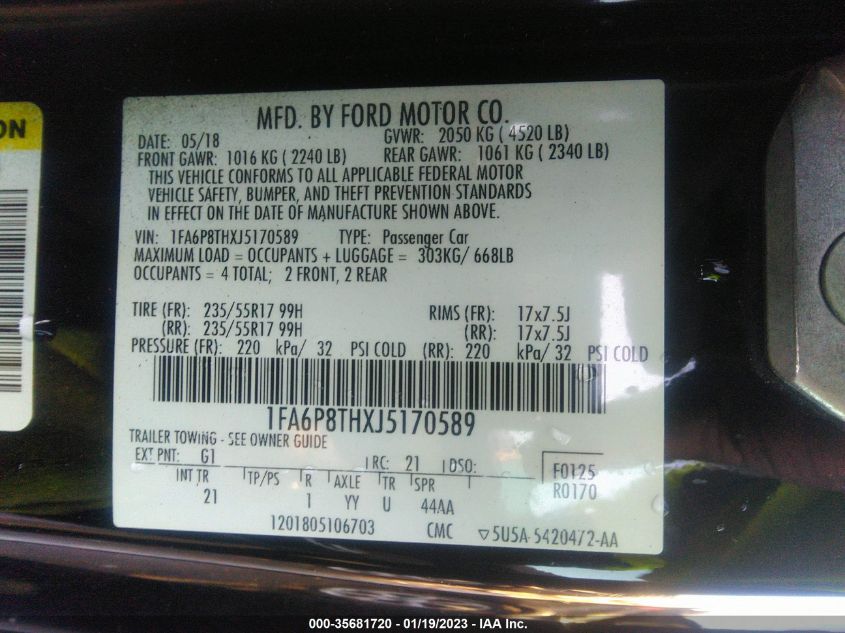 ON
MFD. BY FORD MOTOR CO.
DATE: 05/18 GVWR: 2050 KG ( 4520 LB)
FRONT GAWR: 1016 KG ( 2240 LB) REAR GAWR: 1061 KG ( 2340 LB)
THIS VEHICLE CONFORMS TO ALL APPLICABLE FEDERAL MOTOR
VEHICLE SAFETY, BUMPER, AND THEFT PREVENTION STANDARDS
IN EFFECT ON THE DATE OF MANUFACTURE SHOWN ABOVE.
VIN: 1FA6P8THXJ5170589 TYPE: Passenger Car
MAXIMUM LOAD = OCCUPANTS + LUGGAGE = 303KG/ 668LB
OCCUPANTS = 4 TOTAL; 2 FRONT, 2 REAR
TIRE (FR): 235/55R17 99H RIMS (FR): 17x7.5J
(RR): 235/55R17 99H (RR): 17x7.5J
PRESSURE (FR): 220 kPa/ 32 PSI COLD (RR): 220 kPa/ 32 PSI COLD
1FA6P8THXJ5170589
TRAILER TOWING - SEE OWNER GUIDE
EXT PNT: G1 RC: 21 DSO: F0125
INT TR TP/PS R AXLE TR SPR R0170
21 1 YY U 44AA
1201805106703 CMC ▽5U5A-5420472-AA
000-35681720 - 01/19/2023 - IAA Inc.